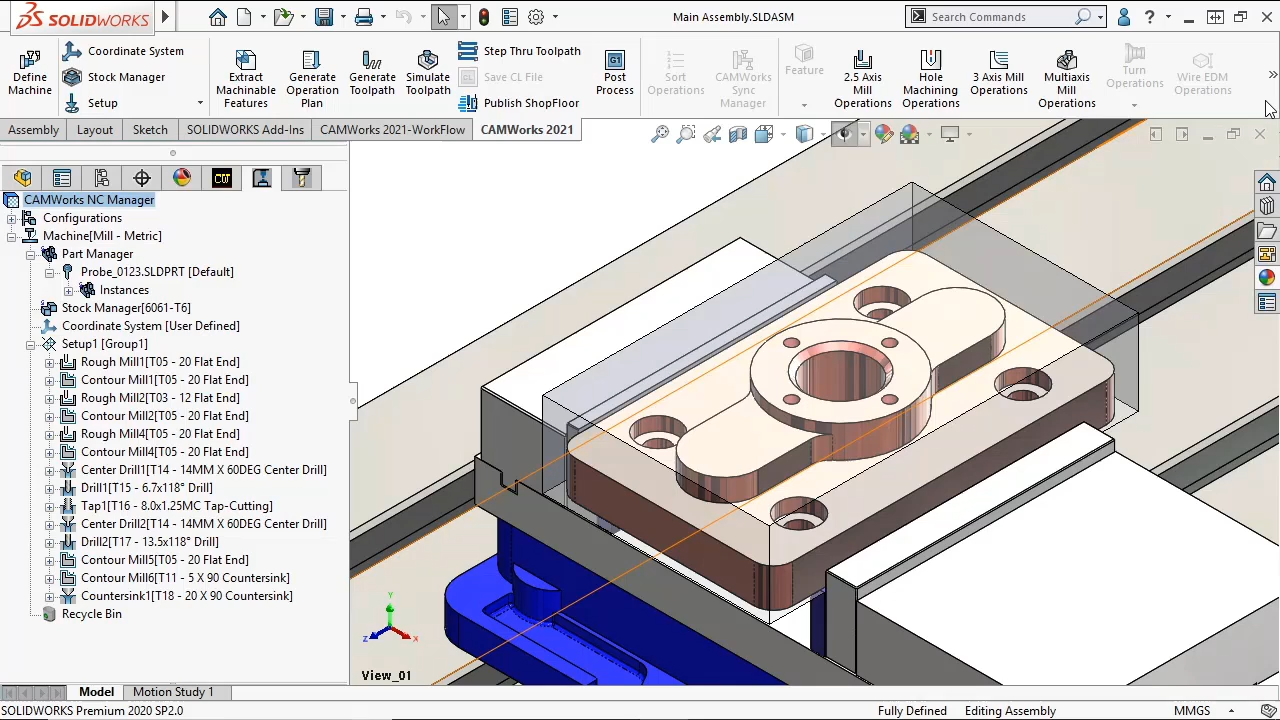 SOLIDWORKS
Main Assembly.SLDASM
Search Commands
Define Machine
Coordinate System
Stock Manager
Setup
Extract Machinable Features
Generate Operation Plan
Generate Toolpath
Simulate Toolpath
Step Thru Toolpath
Save CL File
Publish ShopFloor
Post Process
Sort Operations
CAMWorks Sync Manager
Feature
2.5 Axis Mill Operations
Hole Machining Operations
3 Axis Mill Operations
Multiaxis Mill Operations
Turn Operations
Wire EDM Operations
Assembly
Layout
Sketch
SOLIDWORKS Add-Ins
CAMWorks 2021-WorkFlow
CAMWorks 2021
CAMWorks NC Manager
Configurations
Machine[Mill - Metric]
Part Manager
Probe_0123.SLDPRT [Default]
Instances
Stock Manager[6061-T6]
Coordinate System [User Defined]
Setup1 [Group1]
Rough Mill1[T05 - 20 Flat End]
Contour Mill1[T05 - 20 Flat End]
Rough Mill2[T03 - 12 Flat End]
Contour Mill2[T05 - 20 Flat End]
Rough Mill4[T05 - 20 Flat End]
Contour Mill4[T05 - 20 Flat End]
Center Drill1[T14 - 14MM X 60DEG Center Drill]
Drill1[T15 - 6.7x118° Drill]
Tap1[T16 - 8.0x1.25MC Tap-Cutting]
Center Drill2[T14 - 14MM X 60DEG Center Drill]
Drill2[T17 - 13.5x118° Drill]
Contour Mill5[T05 - 20 Flat End]
Contour Mill6[T11 - 5 X 90 Countersink]
Countersink1[T18 - 20 X 90 Countersink]
Recycle Bin
Y
Z
X
View_01
Model
Motion Study 1
SOLIDWORKS Premium 2020 SP2.0
Fully Defined
Editing Assembly
MMGS